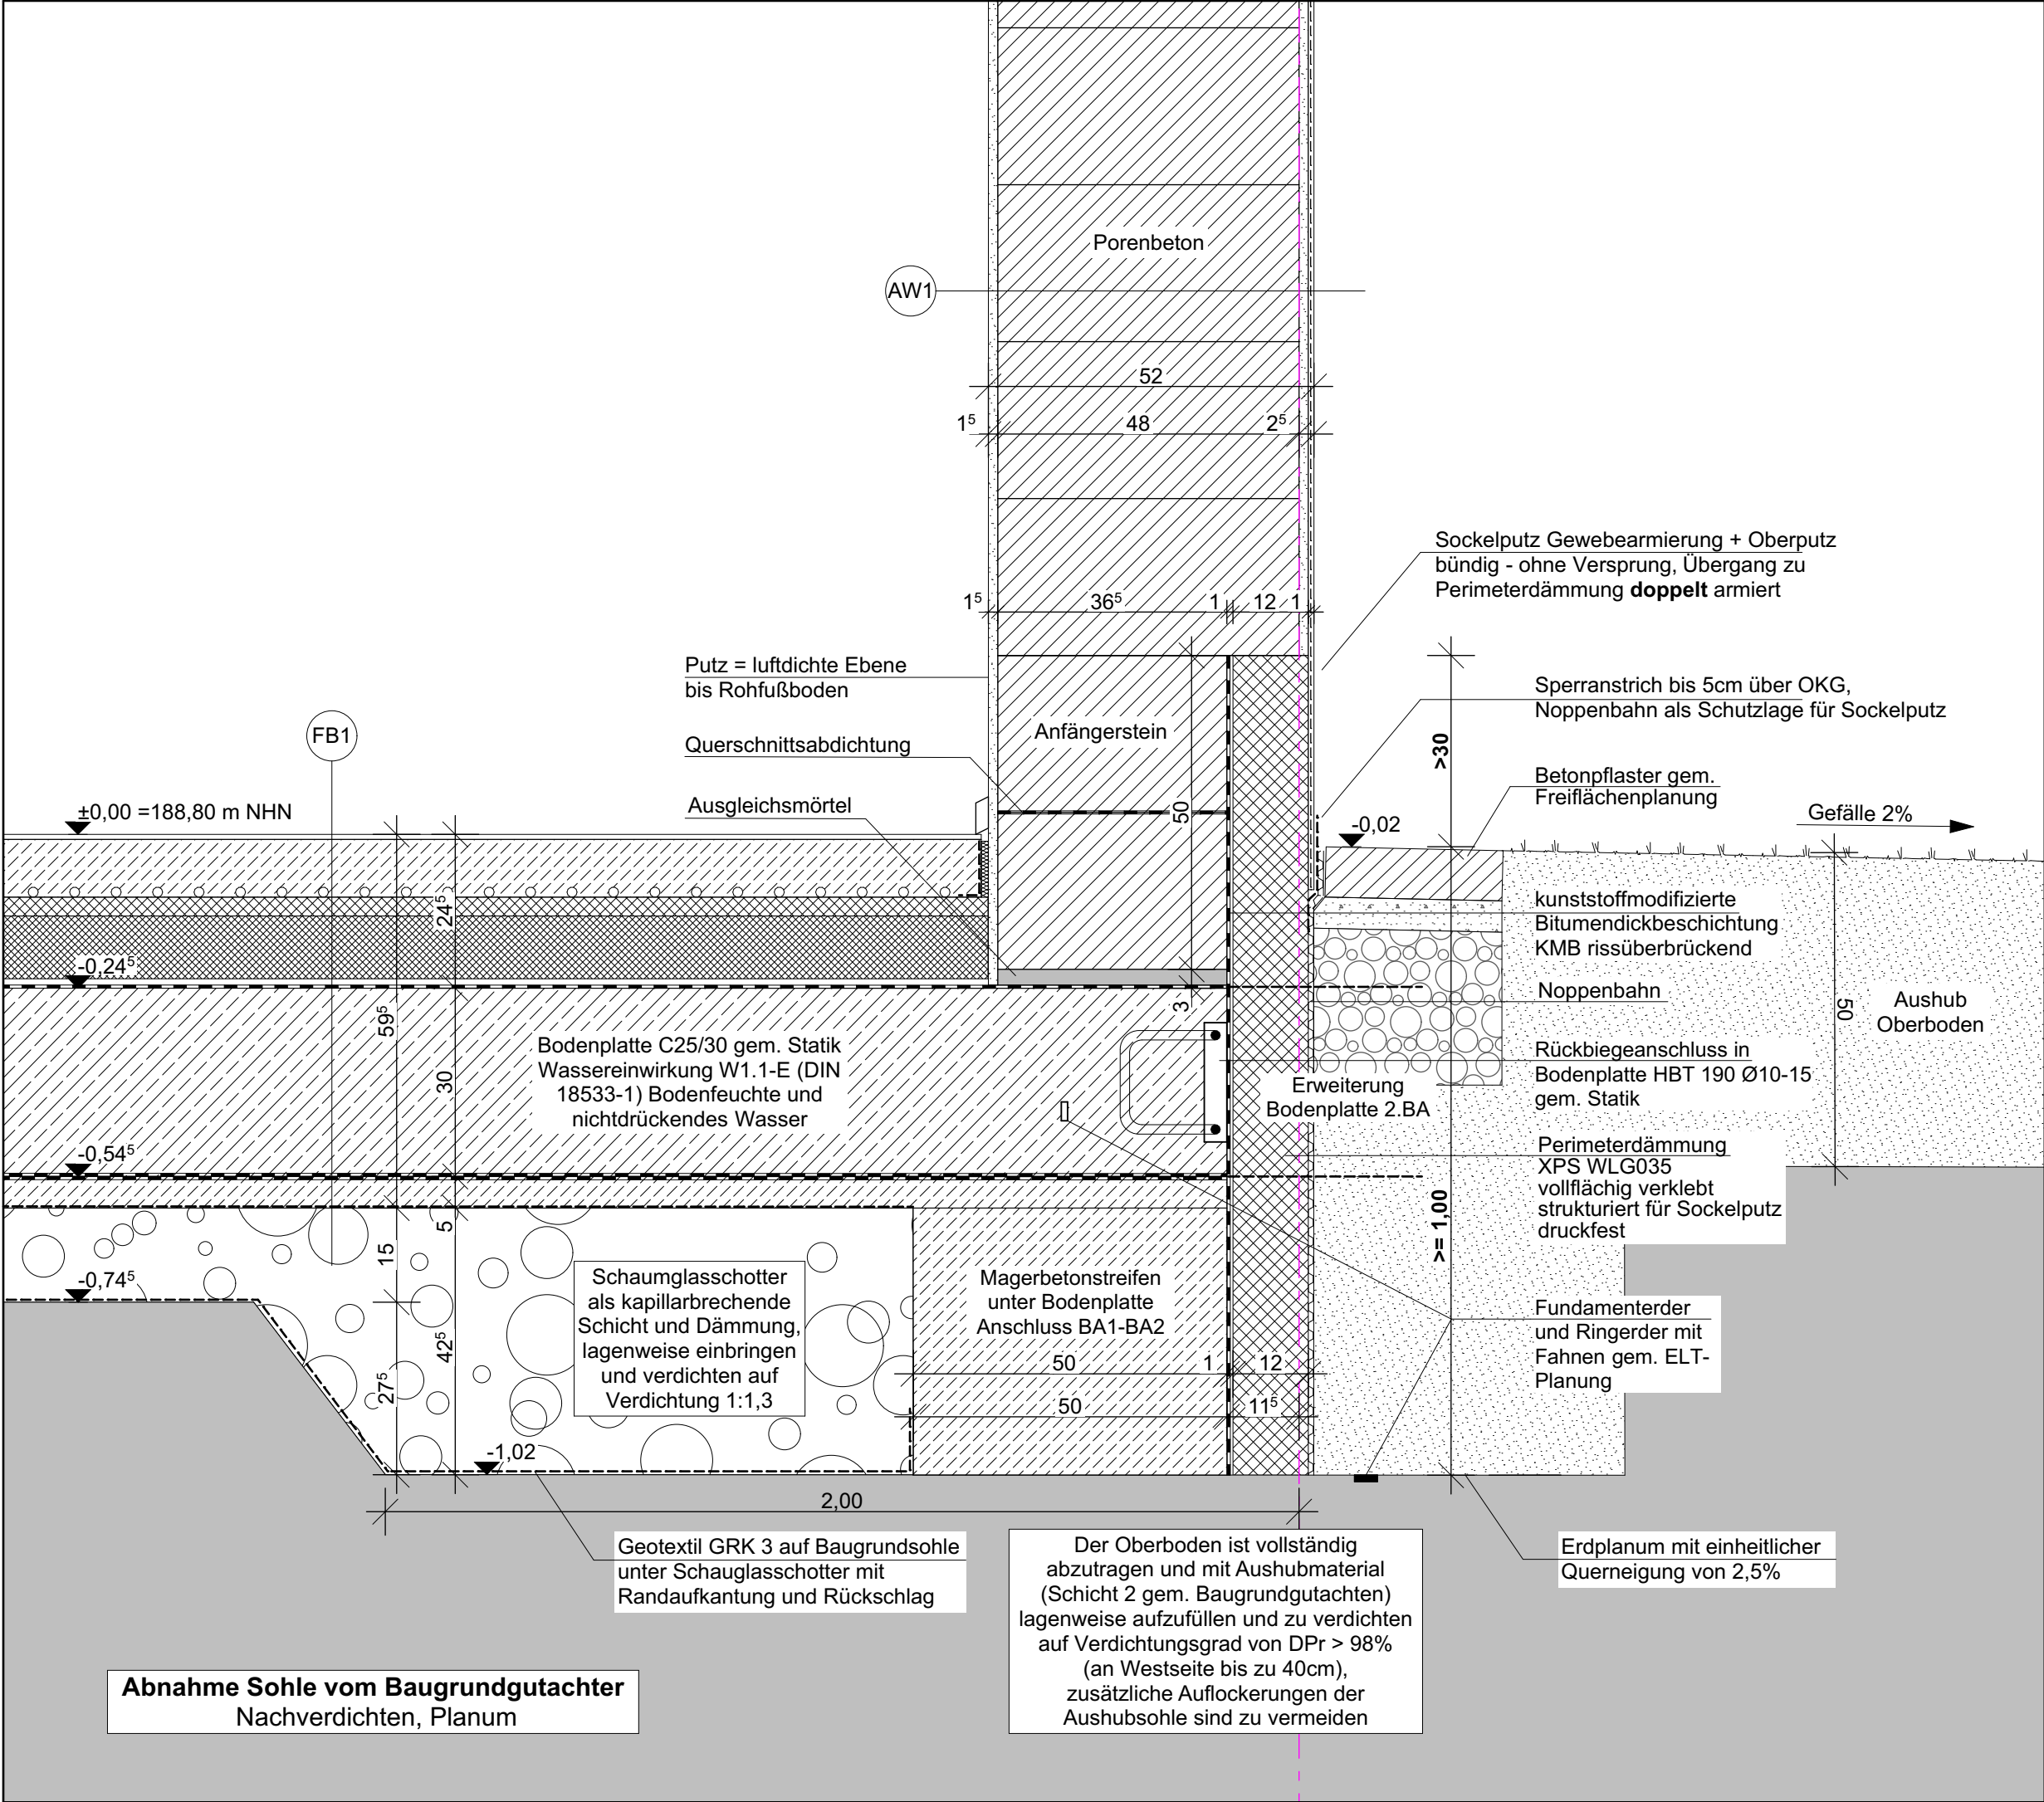 Porenbeton
AW1
52
1⁵
48
2⁵
Sockelputz Gewebearmierung + Oberputz
bündig - ohne Versprung, Übergang zu
Perimeterdämmung doppelt armiert
1⁵
36⁵
1
12
1
Putz = luftdichte Ebene
bis Rohfußboden
Sperranstrich bis 5cm über OKG,
Noppenbahn als Schutzlage für Sockelputz
FB1
Querschnittsabdichtung
Anfängerstein
>30
Betonpflaster gem.
Freiflächenplanung
Ausgleichsmörtel
50
±0,00 =188,80 m NHN
-0,02
Gefälle 2%
24⁵
kunststoffmodifizierte
Bitumendickbeschichtung
KMB rissüberbrückend
-0,24⁵
Noppenbahn
3
59⁵
50
Aushub
Oberboden
Bodenplatte C25/30 gem. Statik
Wassereinwirkung W1.1-E (DIN
18533-1) Bodenfeuchte und
nichtdrückendes Wasser
30
Erweiterung
Bodenplatte 2.BA
Rückbiegeanschluss in
Bodenplatte HBT 190 Ø10-15
gem. Statik
-0,54⁵
Perimeterdämmung
XPS WLG035
vollflächig verklebt
strukturiert für Sockelputz
druckfest
5
15
>= 1,00
-0,74⁵
Schaumglasschotter
als kapillarbrechende
Schicht und Dämmung,
lagenweise einbringen
und verdichten auf
Verdichtung 1:1,3
Magerbetonstreifen
unter Bodenplatte
Anschluss BA1-BA2
Fundamenterder
und Ringerder mit
Fahnen gem. ELT-
Planung
42⁵
27⁵
50
1
12
50
11⁵
-1,02
2,00
Geotextil GRK 3 auf Baugrundsohle
unter Schauglasschotter mit
Randaufkantung und Rückschlag
Der Oberboden ist vollständig
abzutragen und mit Aushubmaterial
(Schicht 2 gem. Baugrundgutachten)
lagenweise aufzufüllen und zu verdichten
auf Verdichtungsgrad von DPr > 98%
(an Westseite bis zu 40cm),
zusätzliche Auflockerungen der
Aushubsohle sind zu vermeiden
Erdplanum mit einheitlicher
Querneigung von 2,5%
Abnahme Sohle vom Baugrundgutachter
Nachverdichten, Planum